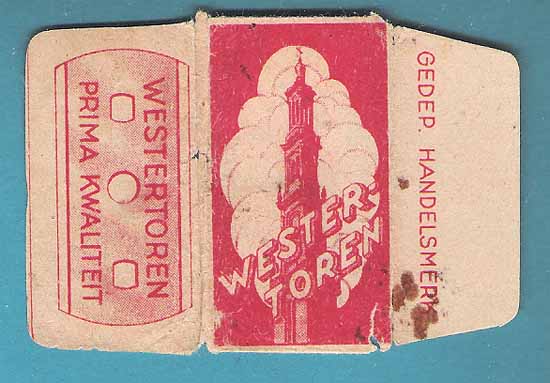 WESTERTOREN
PRIMA KWALITEIT
WESTER-
TOREN
GEDEP. HANDELSMERK